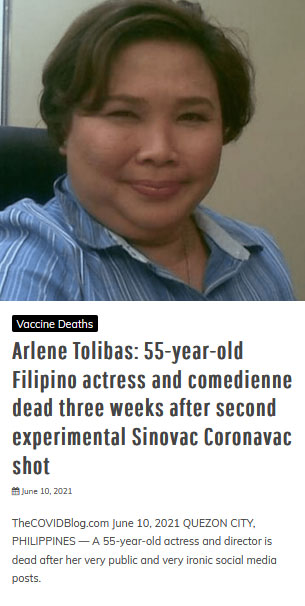 Vaccine Deaths
Arlene Tolibas: 55-year-old
Filipino actress and comedienne
dead three weeks after second
experimental Sinovac Coronavac
shot
June 10, 2021
TheCOVIDBlog.com June 10, 2021 QUEZON CITY,
PHILIPPINES — A 55-year-old actress and director is
dead after her very public and very ironic social media
posts.